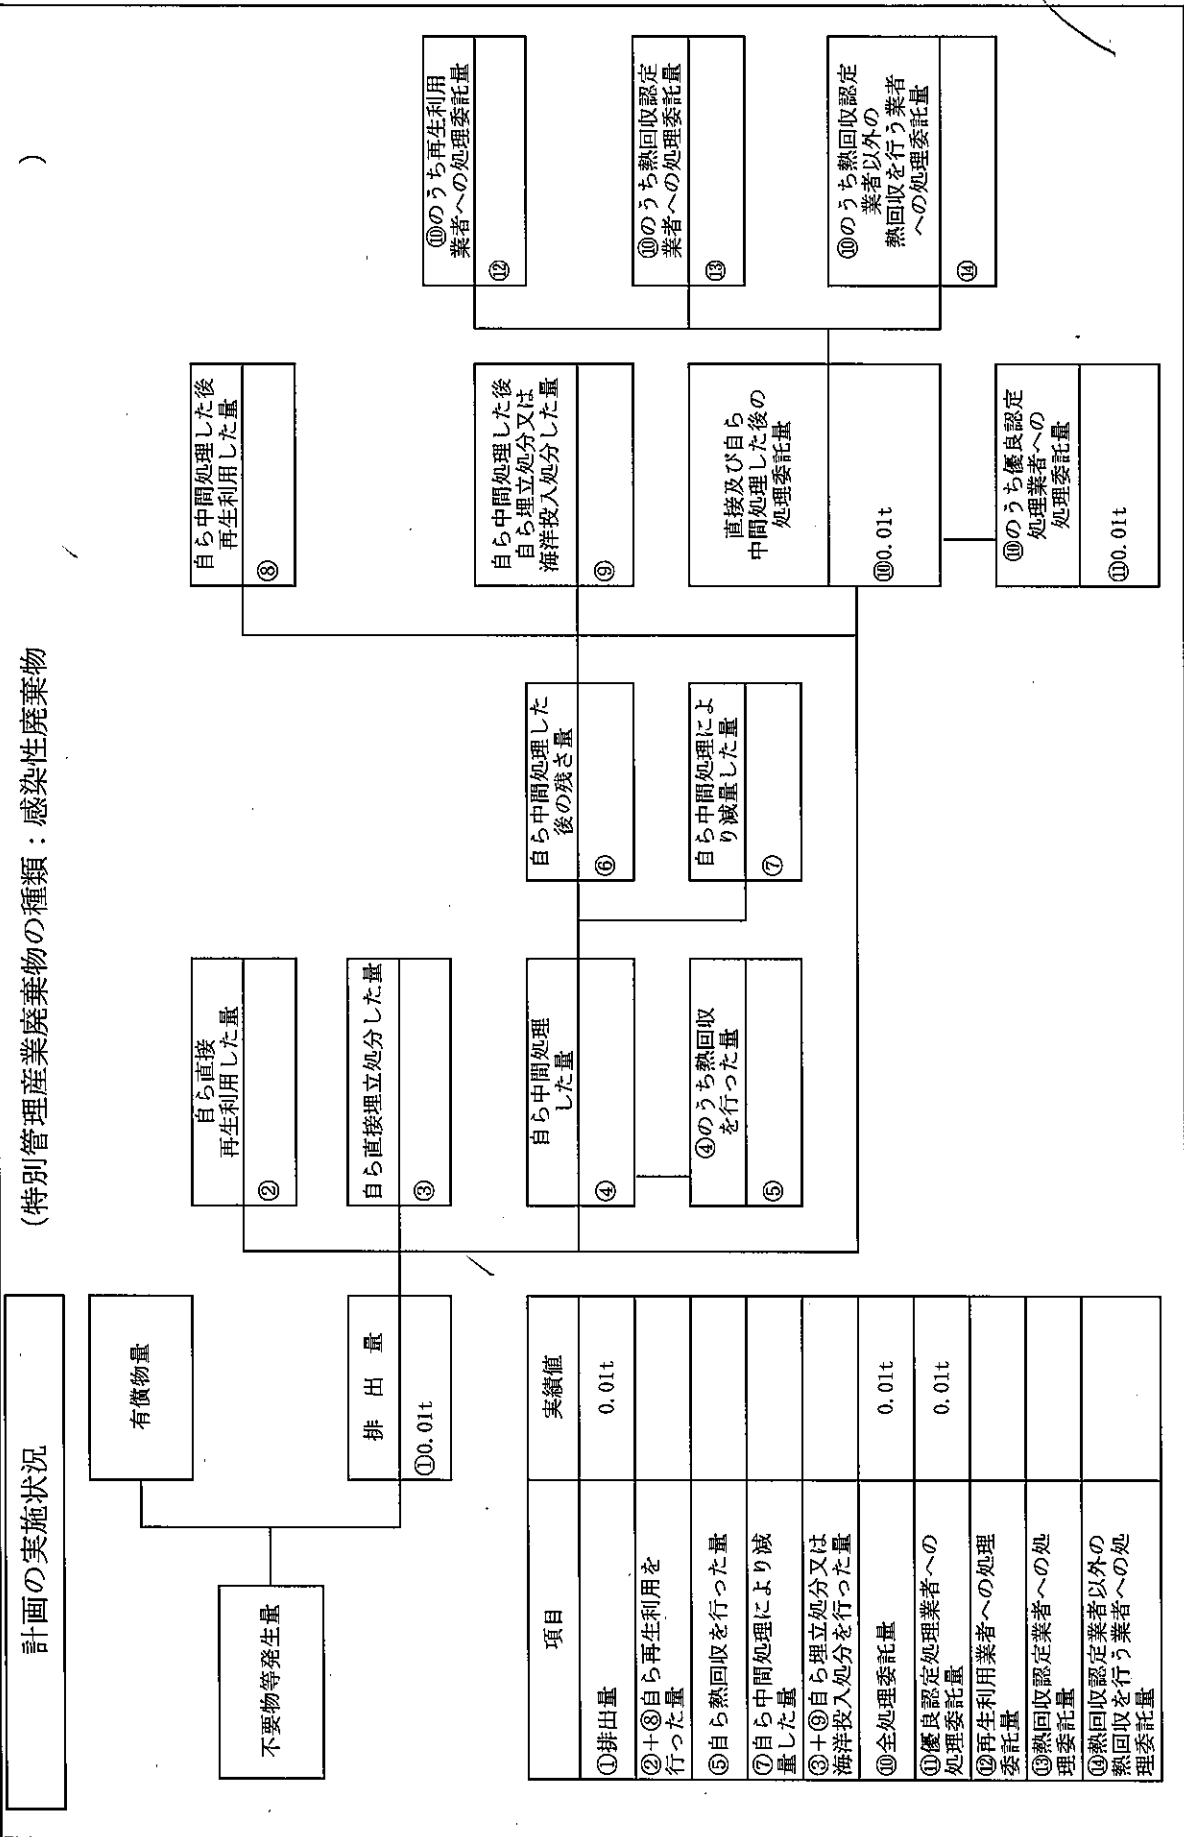 計画の実施状況
(特別管理産業廃棄物の種類：感染性廃棄物 )
不要物等発生量
有償物量
排 出 量
①0.01t
自ら直接
再生利用した量
②
自ら直接埋立処分した量
③
自ら中間処理
した量
④
④のうち熱回収
を行った量
⑤
自ら中間処理した
後の残さ量
⑥
自ら中間処理によ
り減量した量
⑦
自ら中間処理した後
再生利用した量
⑧
自ら中間処理した後
自ら埋立処分又は
海洋投入処分した量
⑨
直接及び自ら
中間処理した後の
処理委託量
⑩0.01t
⑩のうち優良認定
処理業者への
処理委託量
⑪0.01t
⑩のうち再生利用
業者への処理委託量
⑫
⑩のうち熱回収認定
業者への処理委託量
⑬
⑩のうち熱回収認定
業者以外の
熱回収を行う業者
への処理委託量
⑭
項目 実績値
①排出量 0.01t
②+⑧自ら再生利用を
行った量
⑤自ら熱回収を行った量
⑦自ら中間処理により減
量した量
③+⑨自ら埋立処分又は
海洋投入処分を行った量
⑩全処理委託量 0.01t
⑪優良認定処理業者への
処理委託量 0.01t
⑫再生利用業者への処理
委託量
⑬熱回収認定業者への処
理委託量
⑭熱回収認定業者以外の
熱回収を行う業者への処
理委託量